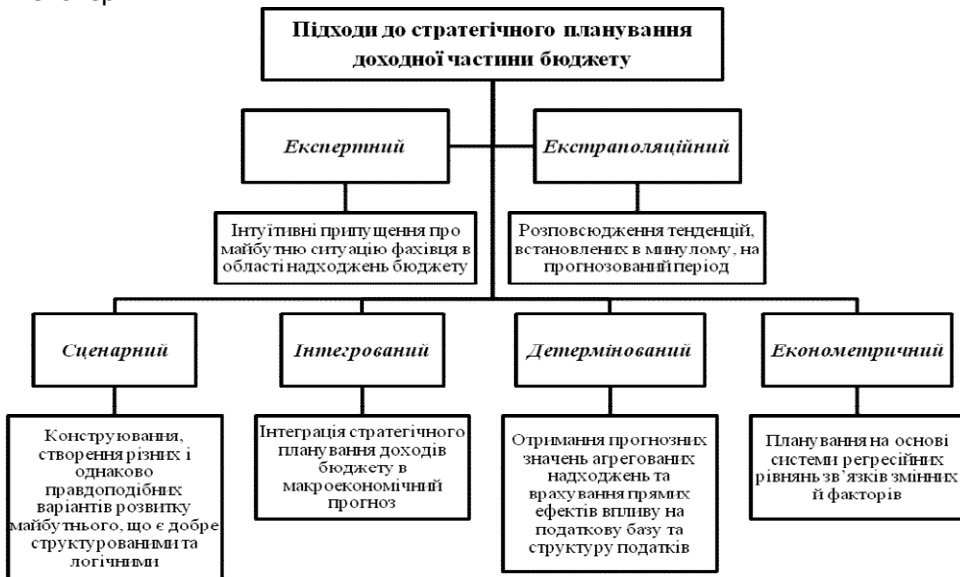 Підходи до стратегічного планування
доходної частини бюджету
Експертний
Екстраполяційний
Інтуїтивні припущення про
майбутню ситуацію фахівця в
області надходжень бюджету
Розповсюдження тенденцій,
встановлених в минулому, на
прогнозований період
Сценарний
Інтегрований
Детермінований
Економетричний
Конструювання,
створення різних і
однаково
правдоподібних
варіантів розвитку
майбутнього, що є добре
структурованими та
логічними
Інтеграція стратегічного
планування доходів
бюджету в
макроекономічний
прогноз
Отримання прогнозних
значень агрегованих
надходжень та
врахування прямих
ефектів впливу на
податкову базу та
структуру податків
Планування на основі
системи регресійних
рівнянь зв’язків змінних
й факторів